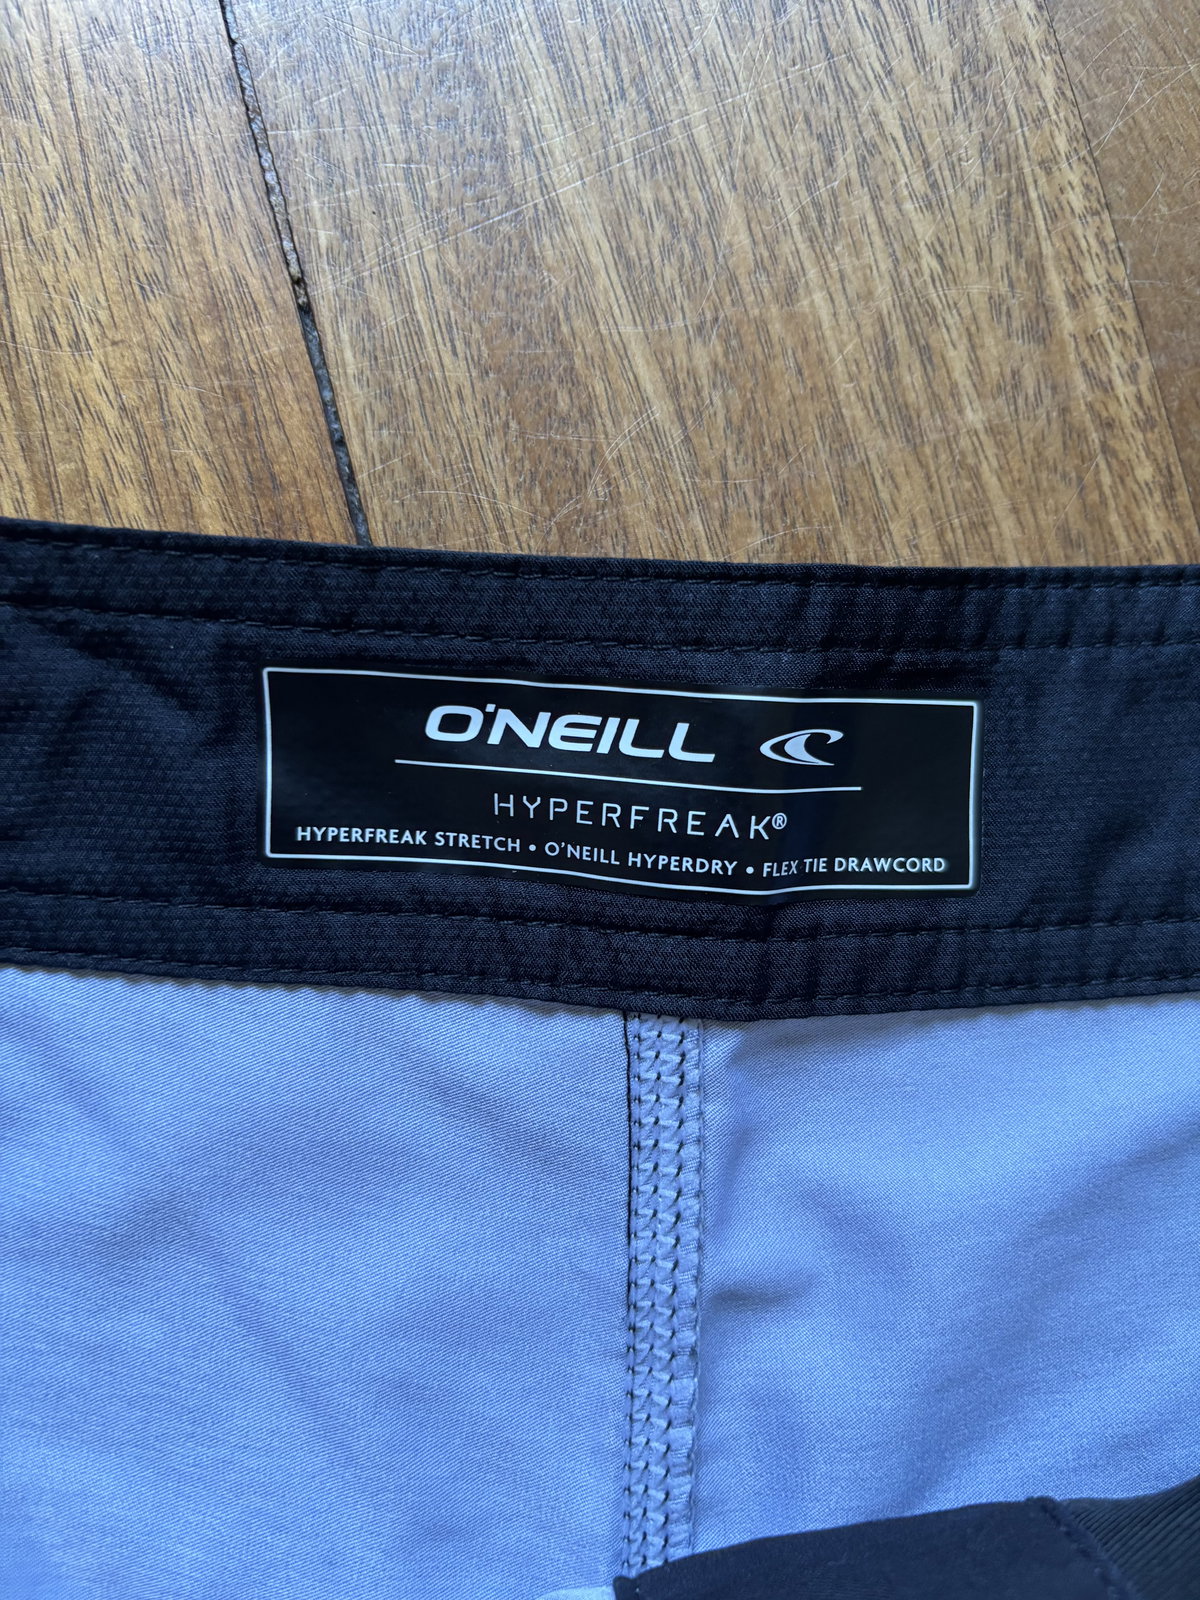 O'NEILL
HYPERFREAK®
HYPERFREAK STRETCH • O'NEILL HYPERDRY • FLEX TIE DRAWCORD